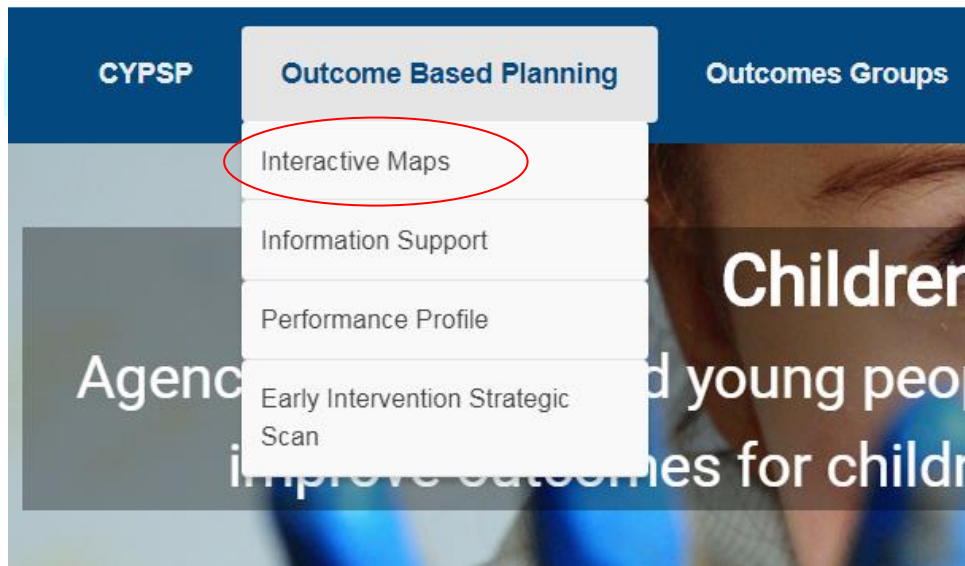 CYPSP Outcome Based Planning Outcomes Groups
Interactive Maps
Information Support
Performance Profile
Early Intervention Strategic
Scan
Children
Agenc d young peop
improve outcomes for childr